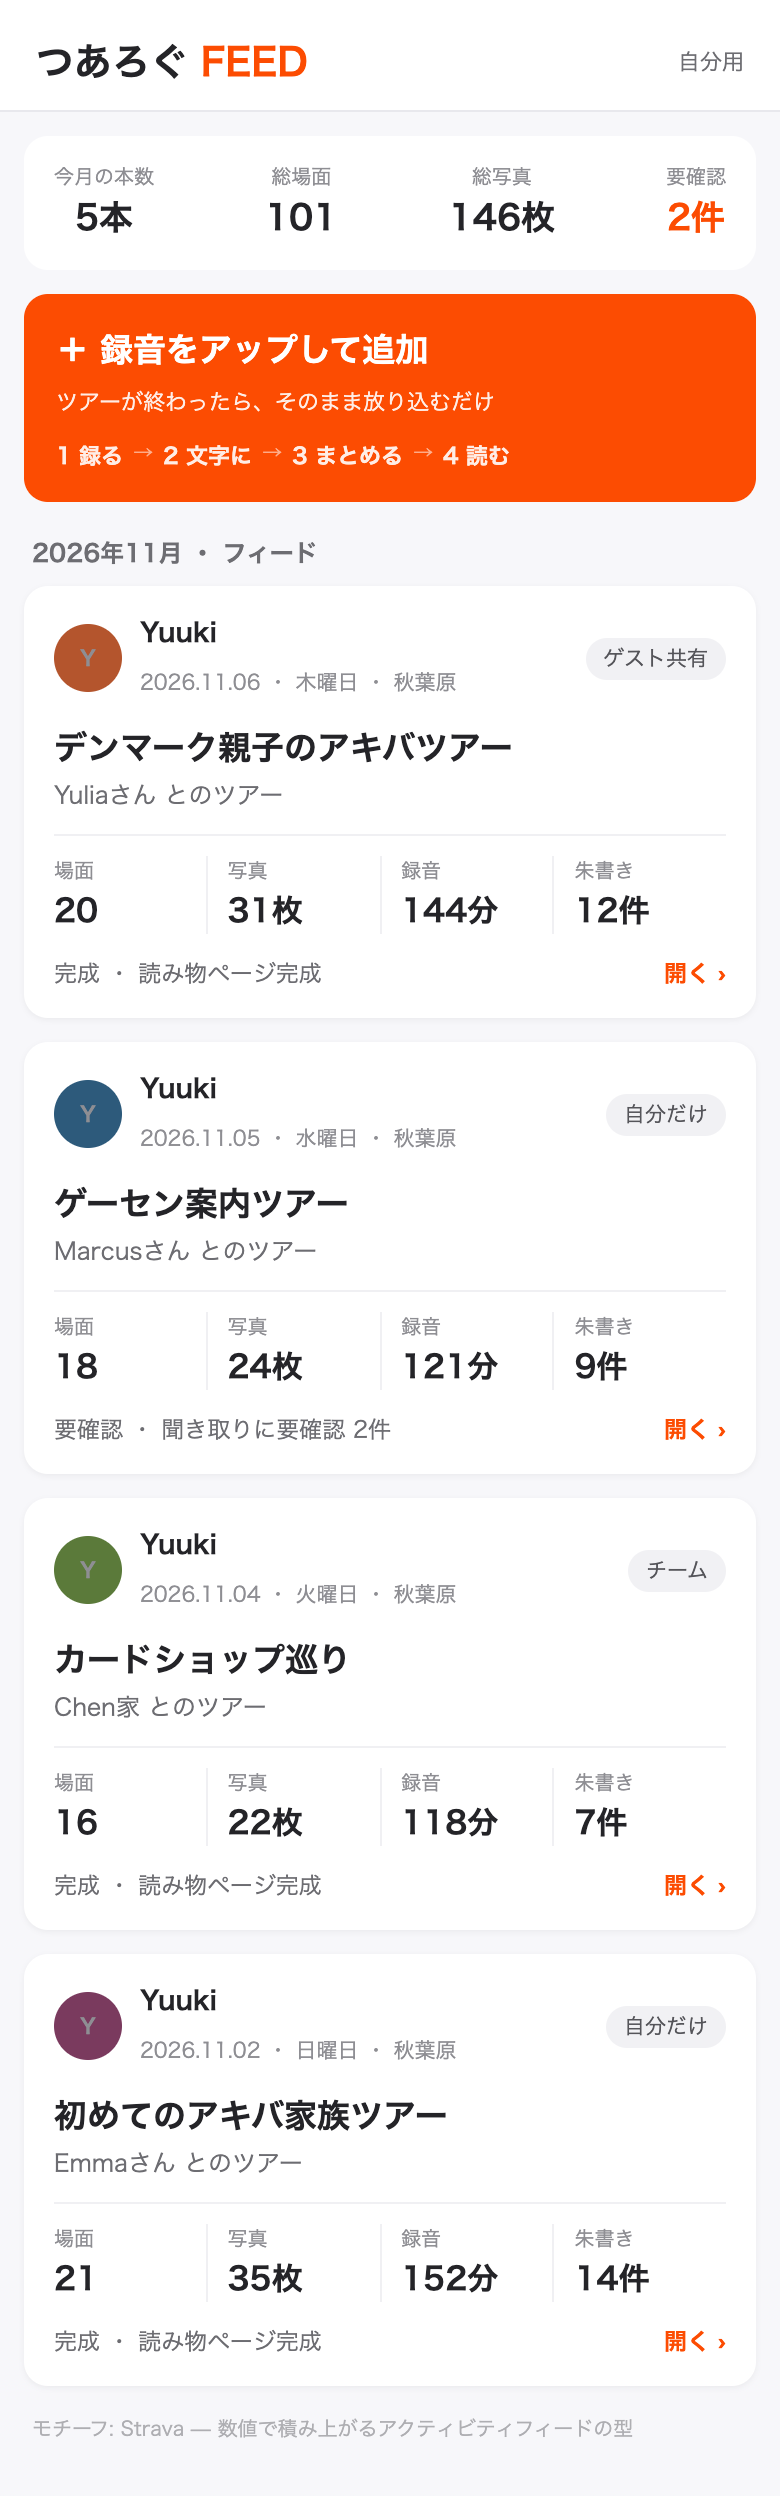 つあろぐ FEED
自分用
今月の本数 総場面 総写真 要確認
5本 101 146枚 2件
＋ 録音をアップして追加
ツアーが終わったら、そのまま放り込むだけ
1 録る → 2 文字に → 3 まとめる → 4 読む
2026年11月 ・ フィード
Y
Yuuki
2026.11.06 ・ 木曜日 ・ 秋葉原
ゲスト共有
デンマーク親子のアキバツアー
Yuliaさん とのツアー
場面 写真 録音 朱書き
20 31枚 144分 12件
完成 ・ 読み物ページ完成
開く ›
Y
Yuuki
2026.11.05 ・ 水曜日 ・ 秋葉原
自分だけ
ゲーセン案内ツアー
Marcusさん とのツアー
場面 写真 録音 朱書き
18 24枚 121分 9件
要確認 ・ 聞き取りに要確認 2件
開く ›
Y
Yuuki
2026.11.04 ・ 火曜日 ・ 秋葉原
チーム
カードショップ巡り
Chen家 とのツアー
場面 写真 録音 朱書き
16 22枚 118分 7件
完成 ・ 読み物ページ完成
開く ›
Y
Yuuki
2026.11.02 ・ 日曜日 ・ 秋葉原
自分だけ
初めてのアキバ家族ツアー
Emmaさん とのツアー
場面 写真 録音 朱書き
21 35枚 152分 14件
完成 ・ 読み物ページ完成
開く ›
モチーフ: Strava — 数値で積み上がるアクティビティフィードの型